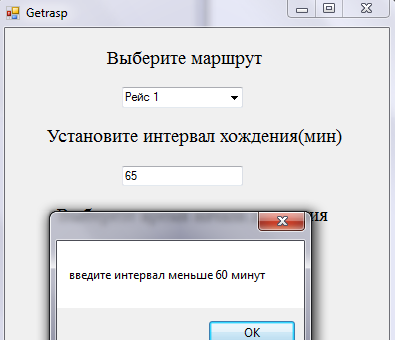 Getrasp
Выберите маршрут
Рейс 1
Установите интервал хождения(мин)
65
введите интервал меньше 60 минут
OK